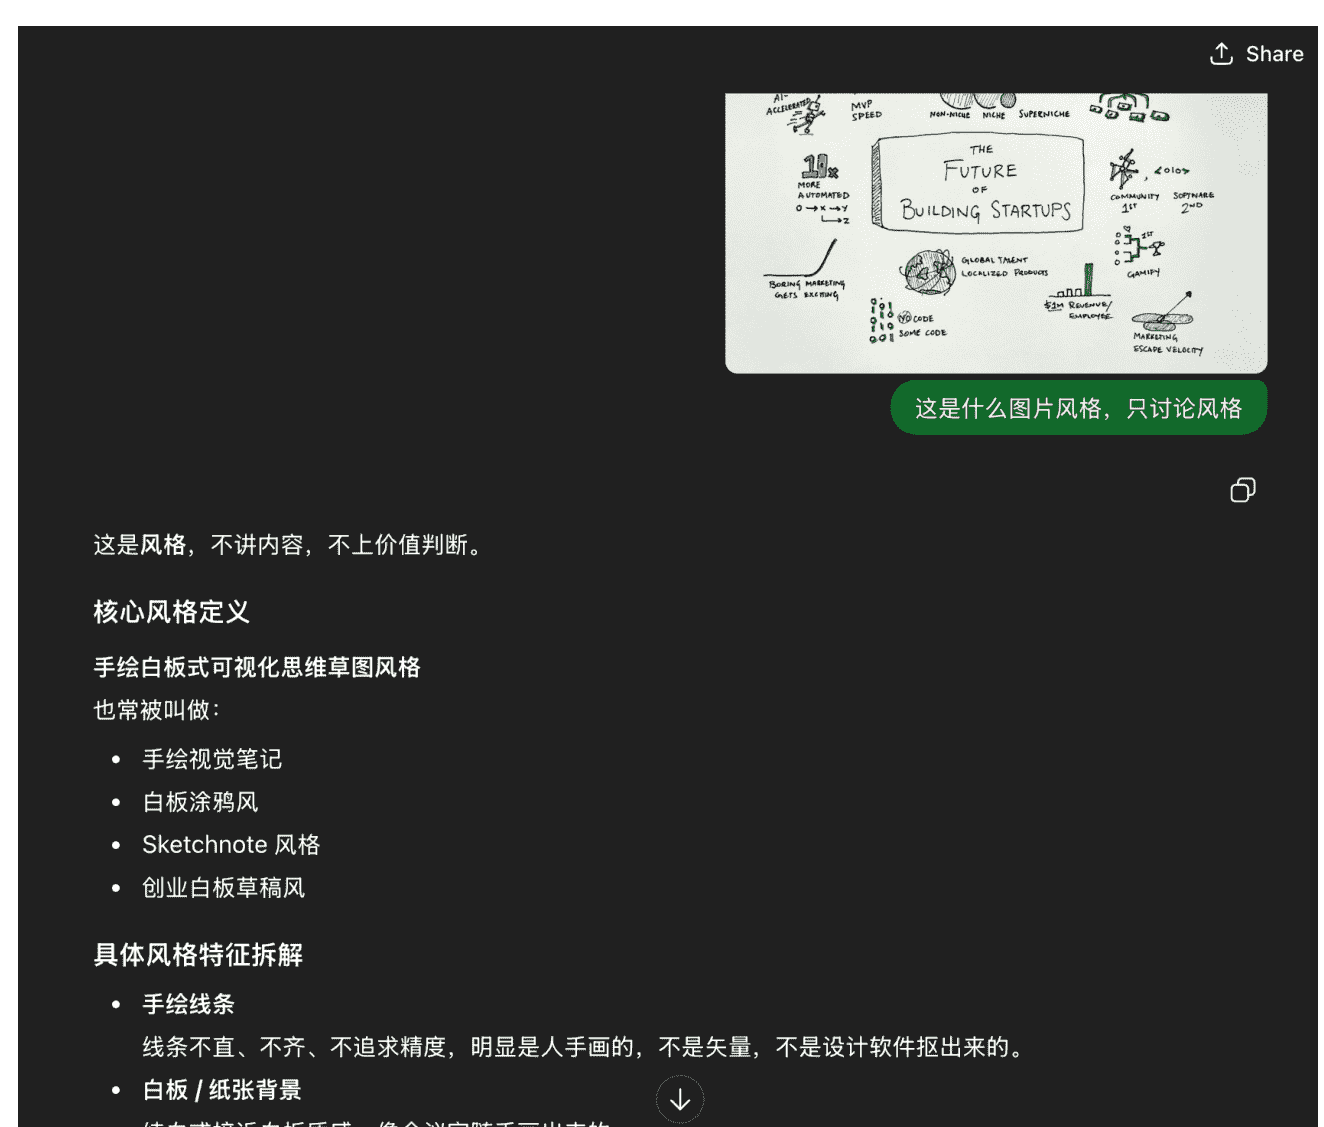 Share
AI-
ACCELERATED
MVP
SPEED
NON-NICHE NICHE SUPERNICHE
THE
FUTURE
OF
BUILDING STARTUPS
10x
MORE
AUTOMATED
O→X→Y
↳Z
COMMUNITY
1ST
SOFTWARE
2ND
BORING MARKETING
GETS EXCITING
GLOBAL TALENT
LOCALIZED PRODUCTS
1ST
GAMIFY
NO CODE
SOME CODE
$1M REVENUE/
EMPLOYEE
MARKETING
ESCAPE VELOCITY
这是什么图片风格，只讨论风格
这是风格，不讲内容，不上价值判断。
核心风格定义
手绘白板式可视化思维草图风格
也常被叫做：
• 手绘视觉笔记
• 白板涂鸦风
• Sketchnote 风格
• 创业白板草稿风
具体风格特征拆解
• 手绘线条
线条不直、不齐、不追求精度，明显是人手画的，不是矢量，不是设计软件抠出来的。
• 白板 / 纸张背景